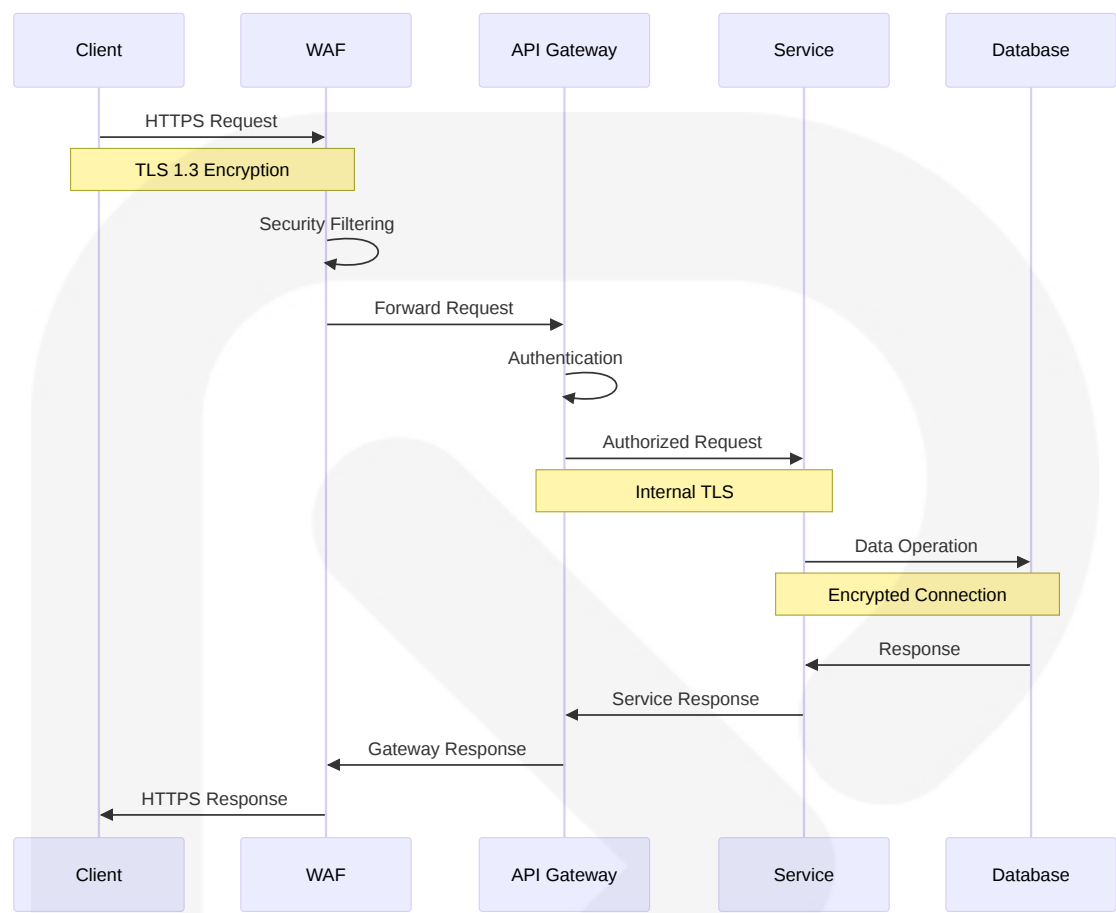 Client
WAF
API Gateway
Service
Database
HTTPS Request
TLS 1.3 Encryption
Security Filtering
Forward Request
Authentication
Authorized Request
Internal TLS
Data Operation
Encrypted Connection
Response
Service Response
Gateway Response
HTTPS Response
Client
WAF
API Gateway
Service
Database